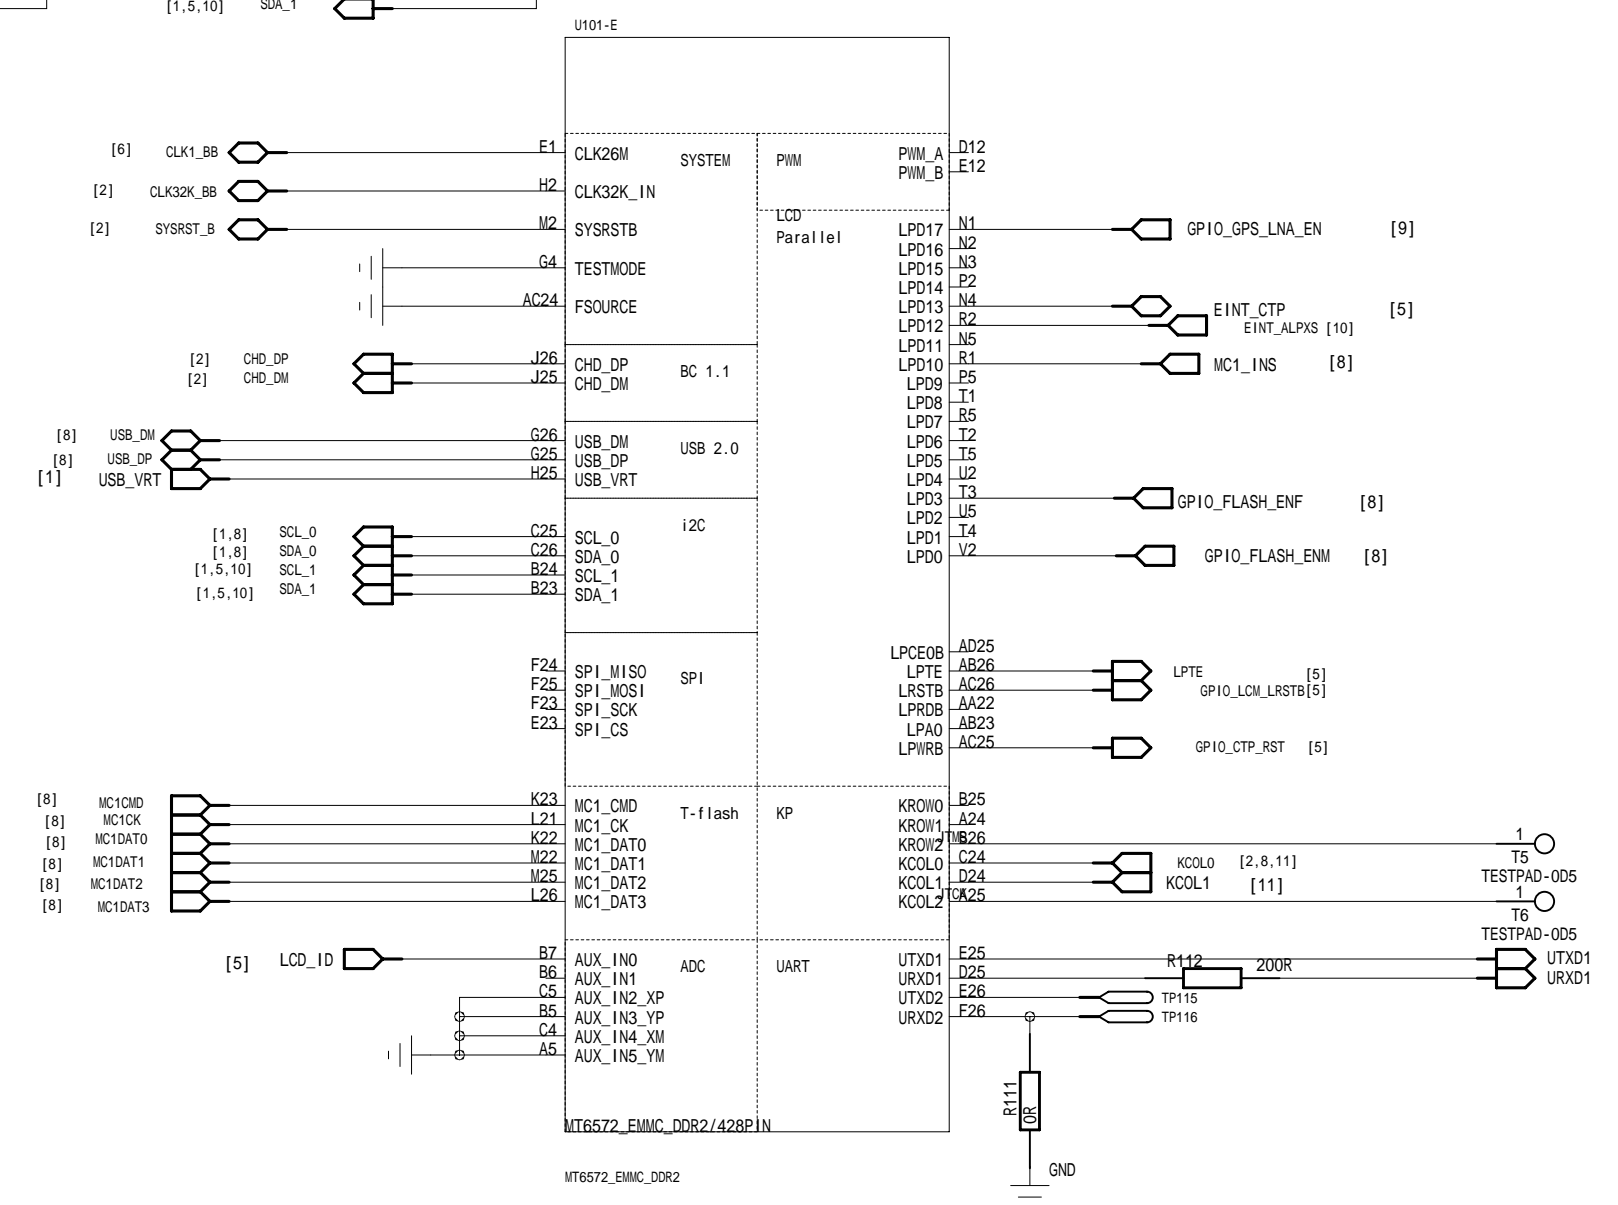 [1,5,10] SDA_1
U101-E
[6] CLK1_BB E1 CLK26M SYSTEM PWM PWM_A D12
PWM_B E12
[2] CLK32K_BB H2 CLK32K_IN
LCD
Parallel
[2] SYSRST_B M2 SYSRSTB LPD17 N1 GPIO_GPS_LNA_EN [9]
LPD16 N2
G4 TESTMODE LPD15 N3
LPD14 P2
AC24 FSOURCE LPD13 N4 EINT_CTP [5]
LPD12 R2 EINT_ALPXS [10]
LPD11 N5
[2] CHD_DP J26 CHD_DP BC 1.1 LPD10 R1 MC1_INS [8]
[2] CHD_DM J25 CHD_DM LPD9 P5
LPD8 T1
LPD7 R5
[8] USB_DM G26 USB_DM USB 2.0 LPD6 T2
[8] USB_DP G25 USB_DP LPD5 T5
[1] USB_VRT H25 USB_VRT LPD4 U2
LPD3 T3 GPIO_FLASH_ENF [8]
i2C LPD2 U5
[1,8] SCL_0 C25 SCL_0 LPD1 T4
[1,8] SDA_0 C26 SDA_0 LPD0 V2 GPIO_FLASH_ENM [8]
[1,5,10] SCL_1 B24 SCL_1
[1,5,10] SDA_1 B23 SDA_1
LPCE0B AD25
F24 SPI_MISO SPI LPTE AB26 LPTE [5]
F25 SPI_MOSI LRSTB AC26 GPIO_LCM_LRSTB[5]
F23 SPI_SCK LPRDB AA22
E23 SPI_CS LPA0 AB23
LPWRB AC25 GPIO_CTP_RST [5]
[8] MC1CMD K23 MC1_CMD T-flash KP KROW0 B25
[8] MC1CK L21 MC1_CK KROW1 A24
[8] MC1DAT0 K22 MC1_DAT0 KROW2 JTMS B26 1
T5
TESTPAD-0D5
[8] MC1DAT1 M22 MC1_DAT1 KCOL0 C24 KCOL0 [2,8,11]
[8] MC1DAT2 M25 MC1_DAT2 KCOL1 D24 KCOL1 [11]
[8] MC1DAT3 L26 MC1_DAT3 KCOL2 JTCK A25 1
T6
TESTPAD-0D5
[5] LCD_ID B7 AUX_IN0 ADC UART UTXD1 E25 UTXD1
B6 AUX_IN1 URXD1 D25 R112 200R URXD1
C5 AUX_IN2_XP UTXD2 E26 TP115
B5 AUX_IN3_YP URXD2 F26 TP116
C4 AUX_IN4_XM
A5 AUX_IN5_YM
R111
0R
GND
MT6572_EMMC_DDR2/428PIN
MT6572_EMMC_DDR2